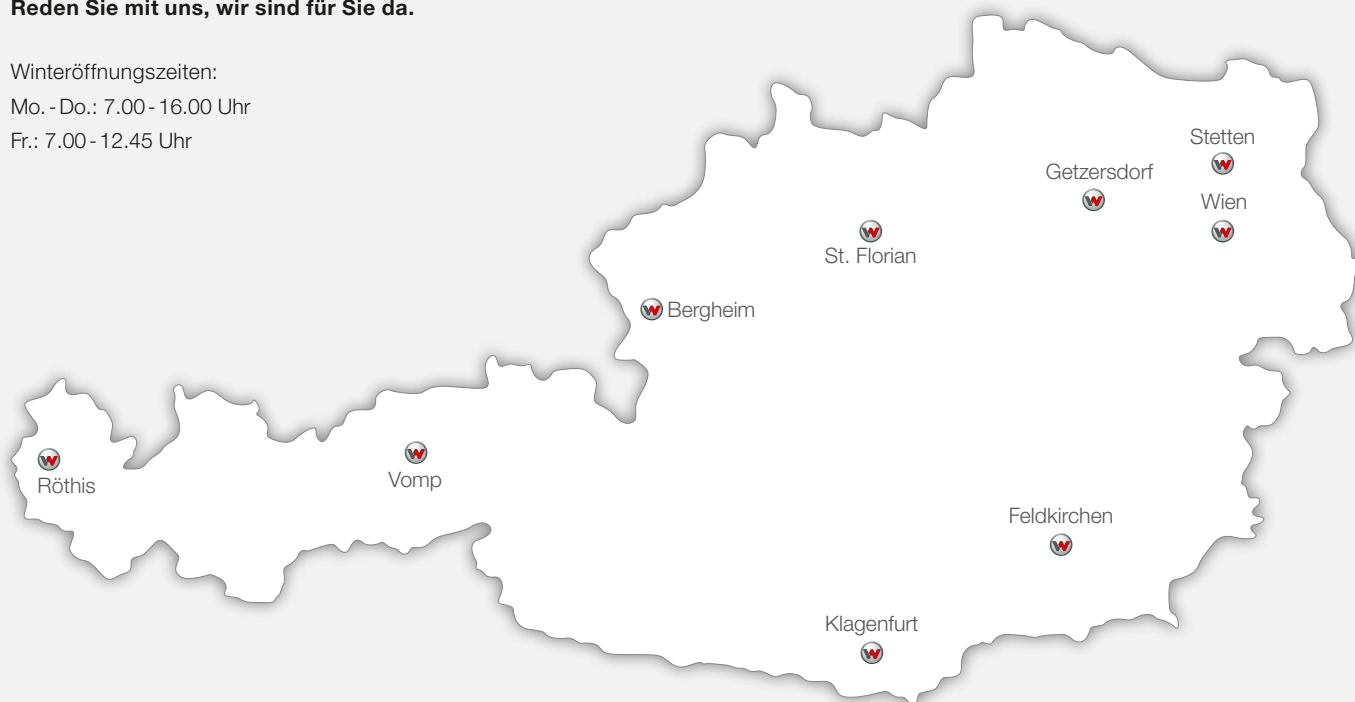 Reden Sie mit uns, wir sind für Sie da.
Winteröffnungszeiten:
Mo. - Do.: 7.00 - 16.00 Uhr
Fr.: 7.00 - 12.45 Uhr
Stetten
Getzersdorf
Wien
St. Florian
Bergheim
Röthis
Vomp
Feldkirchen
Klagenfurt